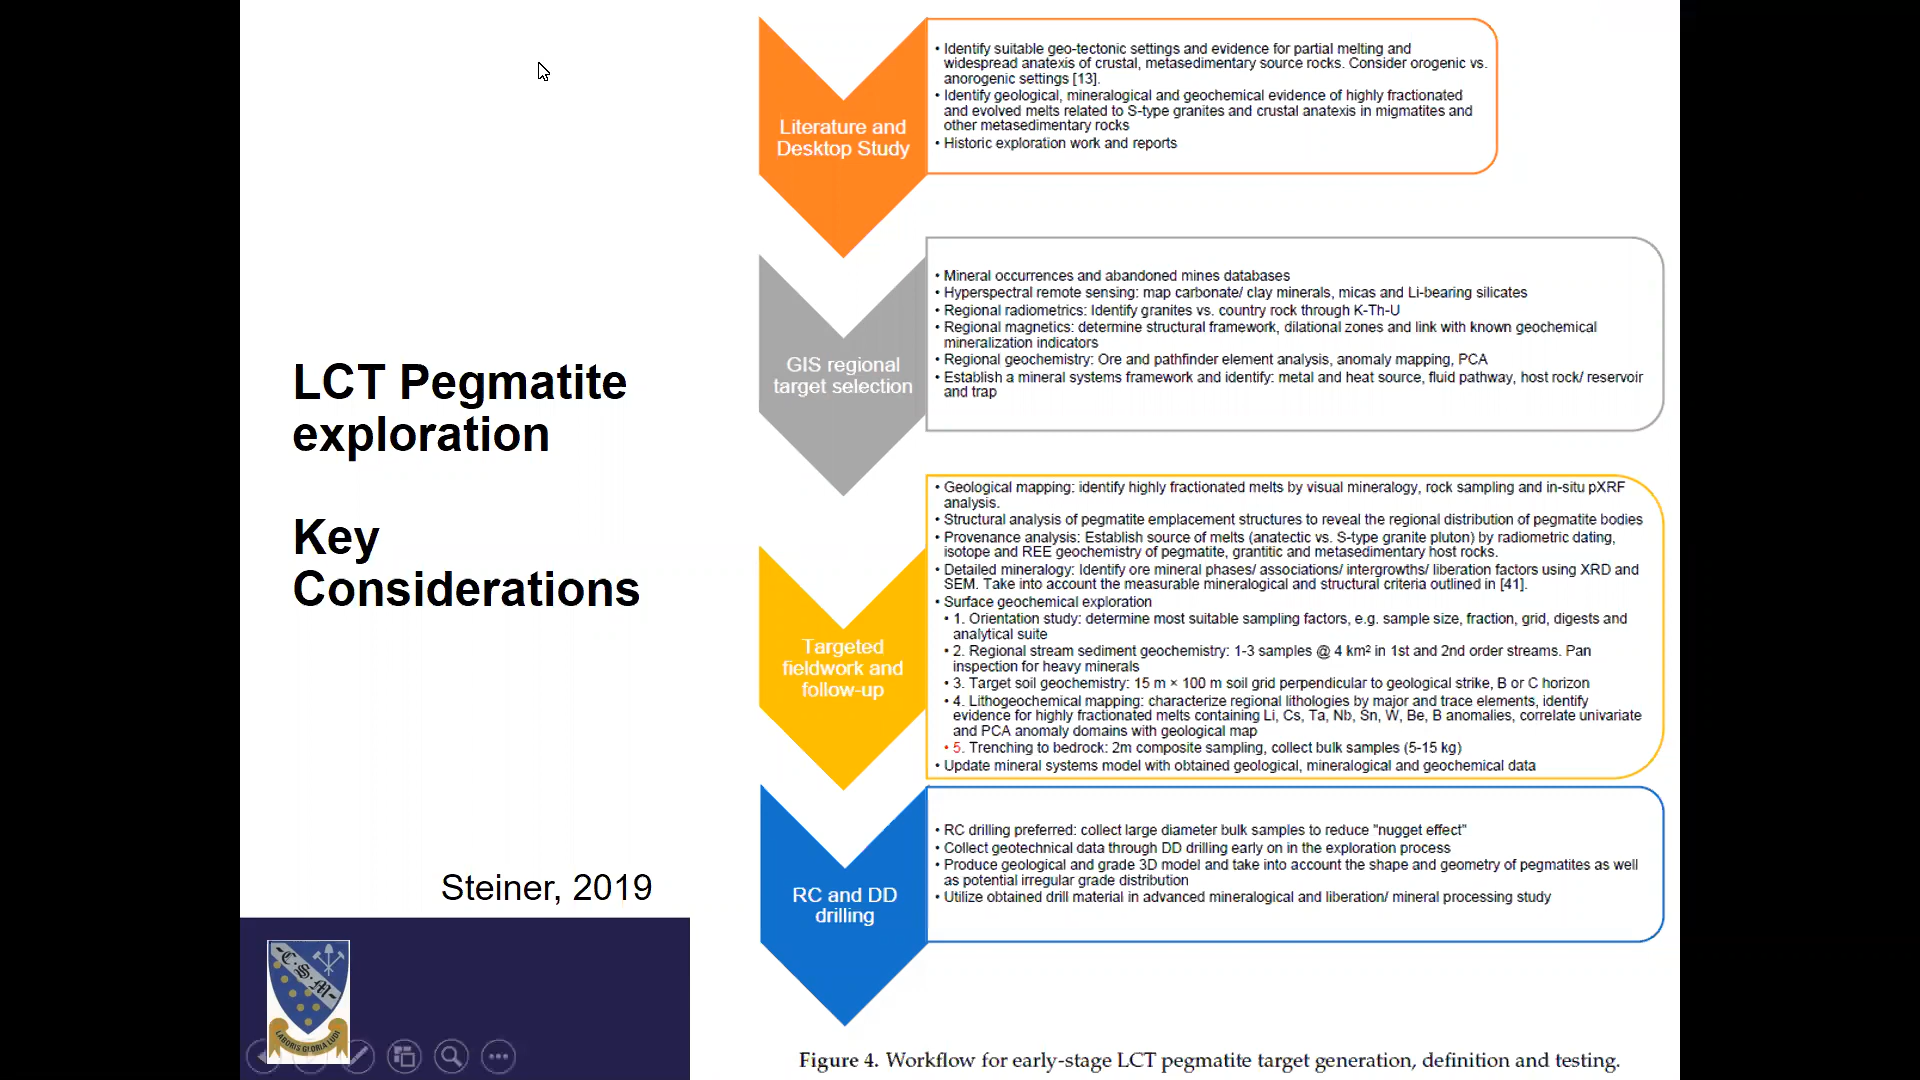 LCT Pegmatite
exploration
Key
Considerations
Steiner, 2019
C.S.M
LABORIS GLORIA LUDI
Literature and
Desktop Study
• Identify suitable geo-tectonic settings and evidence for partial melting and
widespread anatexis of crustal, metasedimentary source rocks. Consider orogenic vs.
anorogenic settings [13].
• Identify geological, mineralogical and geochemical evidence of highly fractionated
and evolved melts related to S-type granites and crustal anatexis in migmatites and
other metasedimentary rocks
• Historic exploration work and reports
GIS regional
target selection
• Mineral occurrences and abandoned mines databases
• Hyperspectral remote sensing: map carbonate/ clay minerals, micas and Li-bearing silicates
• Regional radiometrics: Identify granites vs. country rock through K-Th-U
• Regional magnetics: determine structural framework, dilational zones and link with known geochemical
mineralization indicators
• Regional geochemistry: Ore and pathfinder element analysis, anomaly mapping, PCA
• Establish a mineral systems framework and identify: metal and heat source, fluid pathway, host rock/ reservoir
and trap
Targeted
fieldwork and
follow-up
• Geological mapping: identify highly fractionated melts by visual mineralogy, rock sampling and in-situ pXRF
analysis.
• Structural analysis of pegmatite emplacement structures to reveal the regional distribution of pegmatite bodies
• Provenance analysis: Establish source of melts (anatectic vs. S-type granite pluton) by radiometric dating,
isotope and REE geochemistry of pegmatite, grantitic and metasedimentary host rocks.
• Detailed mineralogy: Identify ore mineral phases/ associations/ intergrowths/ liberation factors using XRD and
SEM. Take into account the measurable mineralogical and structural criteria outlined in [41].
• Surface geochemical exploration
• 1. Orientation study: determine most suitable sampling factors, e.g. sample size, fraction, grid, digests and
analytical suite
• 2. Regional stream sediment geochemistry: 1-3 samples @ 4 km² in 1st and 2nd order streams. Pan
inspection for heavy minerals
• 3. Target soil geochemistry: 15 m × 100 m soil grid perpendicular to geological strike, B or C horizon
• 4. Lithogeochemical mapping: characterize regional lithologies by major and trace elements, identify
evidence for highly fractionated melts containing Li, Cs, Ta, Nb, Sn, W, Be, B anomalies, correlate univariate
and PCA anomaly domains with geological map
• 5. Trenching to bedrock: 2m composite sampling, collect bulk samples (5-15 kg)
• Update mineral systems model with obtained geological, mineralogical and geochemical data
RC and DD
drilling
• RC drilling preferred: collect large diameter bulk samples to reduce "nugget effect"
• Collect geotechnical data through DD drilling early on in the exploration process
• Produce geological and grade 3D model and take into account the shape and geometry of pegmatites as well
as potential irregular grade distribution
• Utilize obtained drill material in advanced mineralogical and liberation/ mineral processing study
Figure 4. Workflow for early-stage LCT pegmatite target generation, definition and testing.